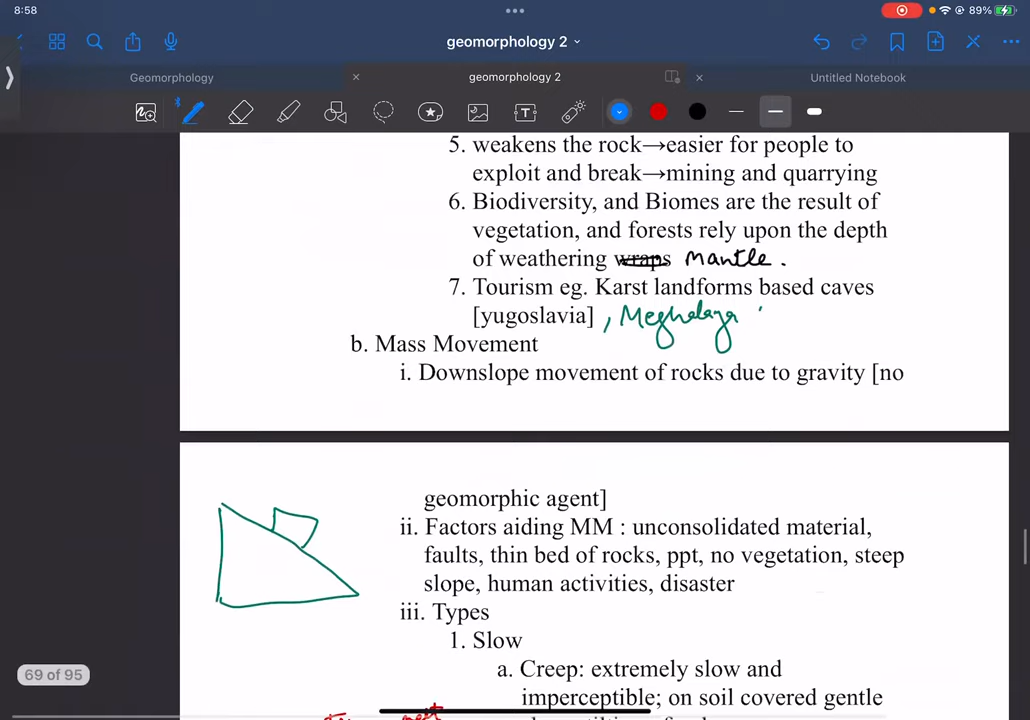 8:58
89%
geomorphology 2
Geomorphology
geomorphology 2
Untitled Notebook
5. weakens the rock→easier for people to
exploit and break→mining and quarrying
6. Biodiversity, and Biomes are the result of
vegetation, and forests rely upon the depth
of weathering wraps Mantle.
7. Tourism eg. Karst landforms based caves
[yugoslavia] , Meghalaya
b. Mass Movement
i. Downslope movement of rocks due to gravity [no
geomorphic agent]
ii. Factors aiding MM : unconsolidated material,
faults, thin bed of rocks, ppt, no vegetation, steep
slope, human activities, disaster
iii. Types
1. Slow
69 of 95
a. Creep: extremely slow and
imperceptible; on soil covered gentle